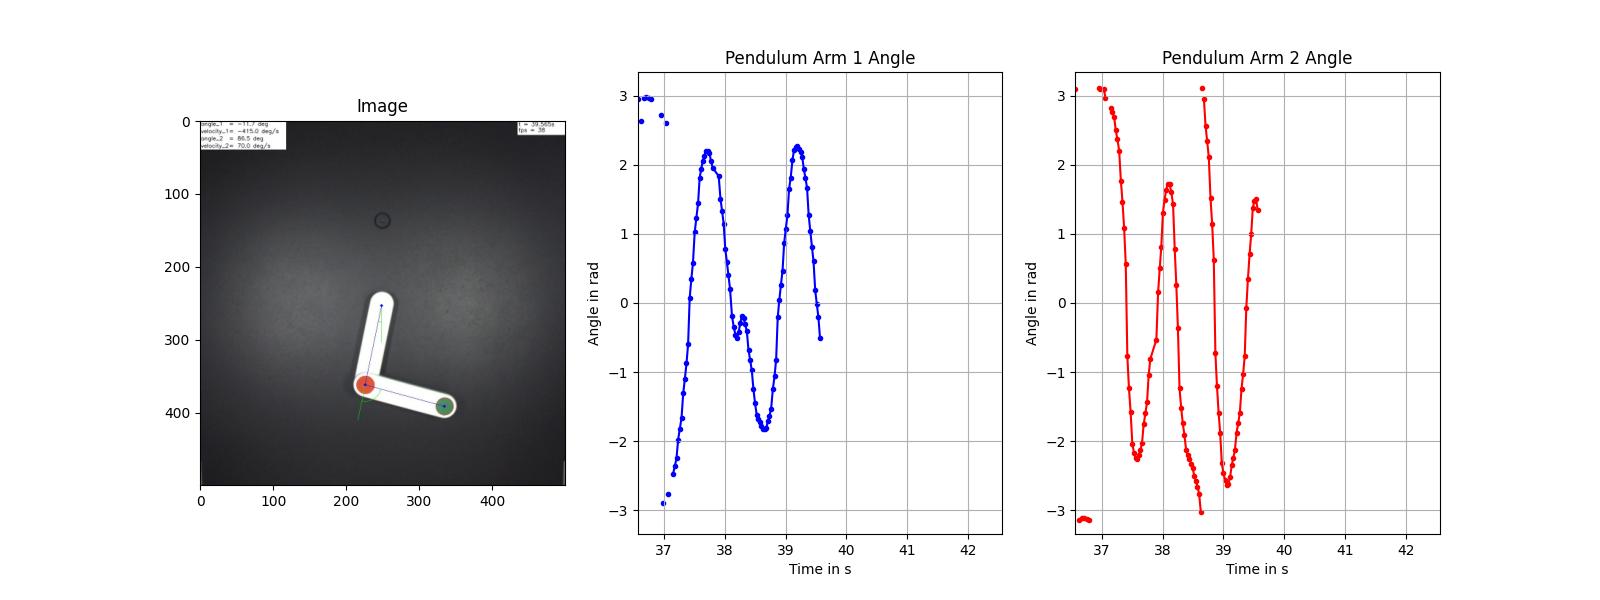 Image
angle_1 = -11.7 deg
velocity_1= -415.0 deg/s
angle_2 = 86.5 deg
velocity_2= 70.0 deg/s
t = 39.565s
fps = 38
0
100
200
300
400
0 100 200 300 400
Pendulum Arm 1 Angle
Angle in rad
3
2
1
0
−1
−2
−3
37 38 39 40 41 42
Time in s
Pendulum Arm 2 Angle
Angle in rad
3
2
1
0
−1
−2
−3
37 38 39 40 41 42
Time in s